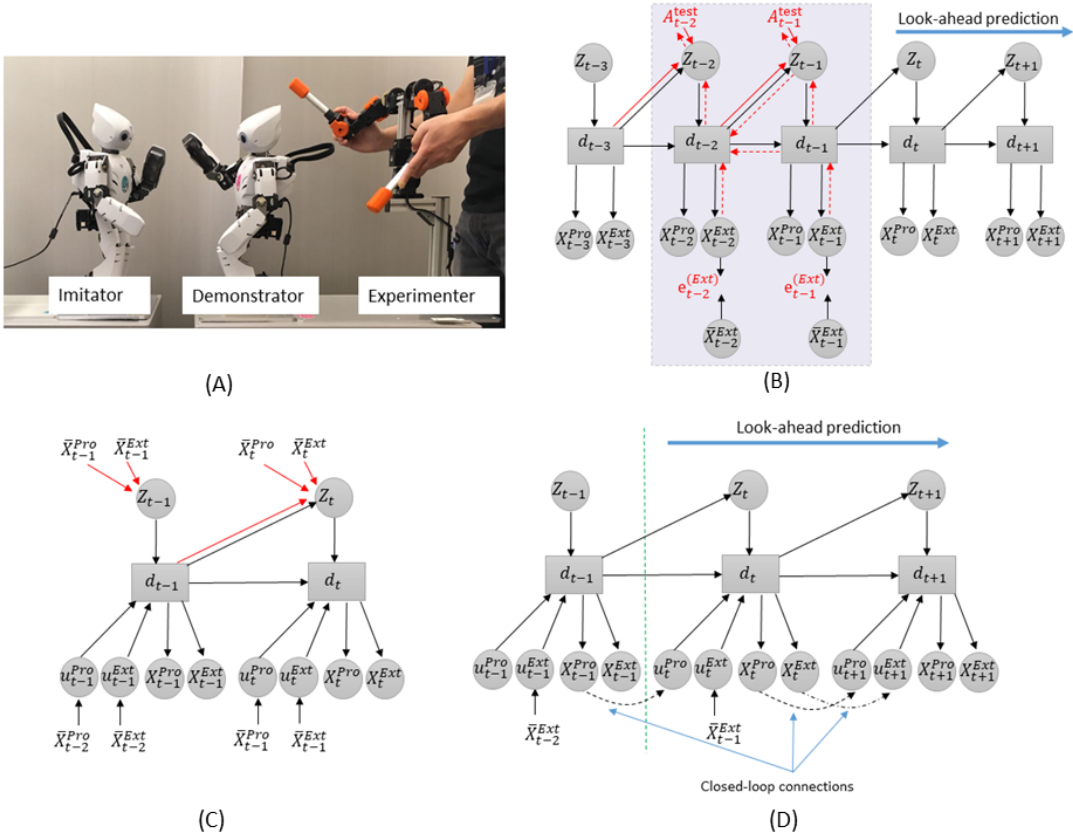 Imitator
Demonstrator
Experimenter
(A)
Look-ahead prediction
A_{t-2}^{test} A_{t-1}^{test}
Z_{t-3} Z_{t-2} Z_{t-1} Z_t Z_{t+1}
d_{t-3} d_{t-2} d_{t-1} d_t d_{t+1}
X_{t-3}^{Pro} X_{t-3}^{Ext} X_{t-2}^{Pro} X_{t-2}^{Ext} X_{t-1}^{Pro} X_{t-1}^{Ext} X_t^{Pro} X_t^{Ext} X_{t+1}^{Pro} X_{t+1}^{Ext}
e_{t-2}^{(Ext)} e_{t-1}^{(Ext)}
X̄_{t-2}^{Ext} X̄_{t-1}^{Ext}
(B)
X̄_{t-1}^{Pro} X̄_{t-1}^{Ext} X̄_t^{Pro} X̄_t^{Ext}
Z_{t-1} Z_t
d_{t-1} d_t
u_{t-1}^{Pro} u_{t-1}^{Ext} X_{t-1}^{Pro} X_{t-1}^{Ext} u_t^{Pro} u_t^{Ext} X_t^{Pro} X_t^{Ext}
X̄_{t-2}^{Pro} X̄_{t-2}^{Ext} X̄_{t-1}^{Pro} X̄_{t-1}^{Ext}
(C)
Look-ahead prediction
Z_{t-1} Z_t Z_{t+1}
d_{t-1} d_t d_{t+1}
u_{t-1}^{Pro} u_{t-1}^{Ext} X_{t-1}^{Pro} X_{t-1}^{Ext} u_t^{Pro} u_t^{Ext} X_t^{Pro} X_t^{Ext} u_{t+1}^{Pro} u_{t+1}^{Ext} X_{t+1}^{Pro} X_{t+1}^{Ext}
X̄_{t-2}^{Ext} X̄_{t-1}^{Ext}
Closed-loop connections
(D)